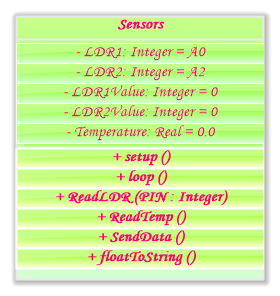 Sensors
- LDR1: Integer = A0
- LDR2: Integer = A2
- LDR1Value: Integer = 0
- LDR2Value: Integer = 0
- Temperature: Real = 0.0
+ setup ()
+ loop ()
+ ReadLDR (PIN : Integer)
+ ReadTemp ()
+ SendData ()
+ floatToString ()